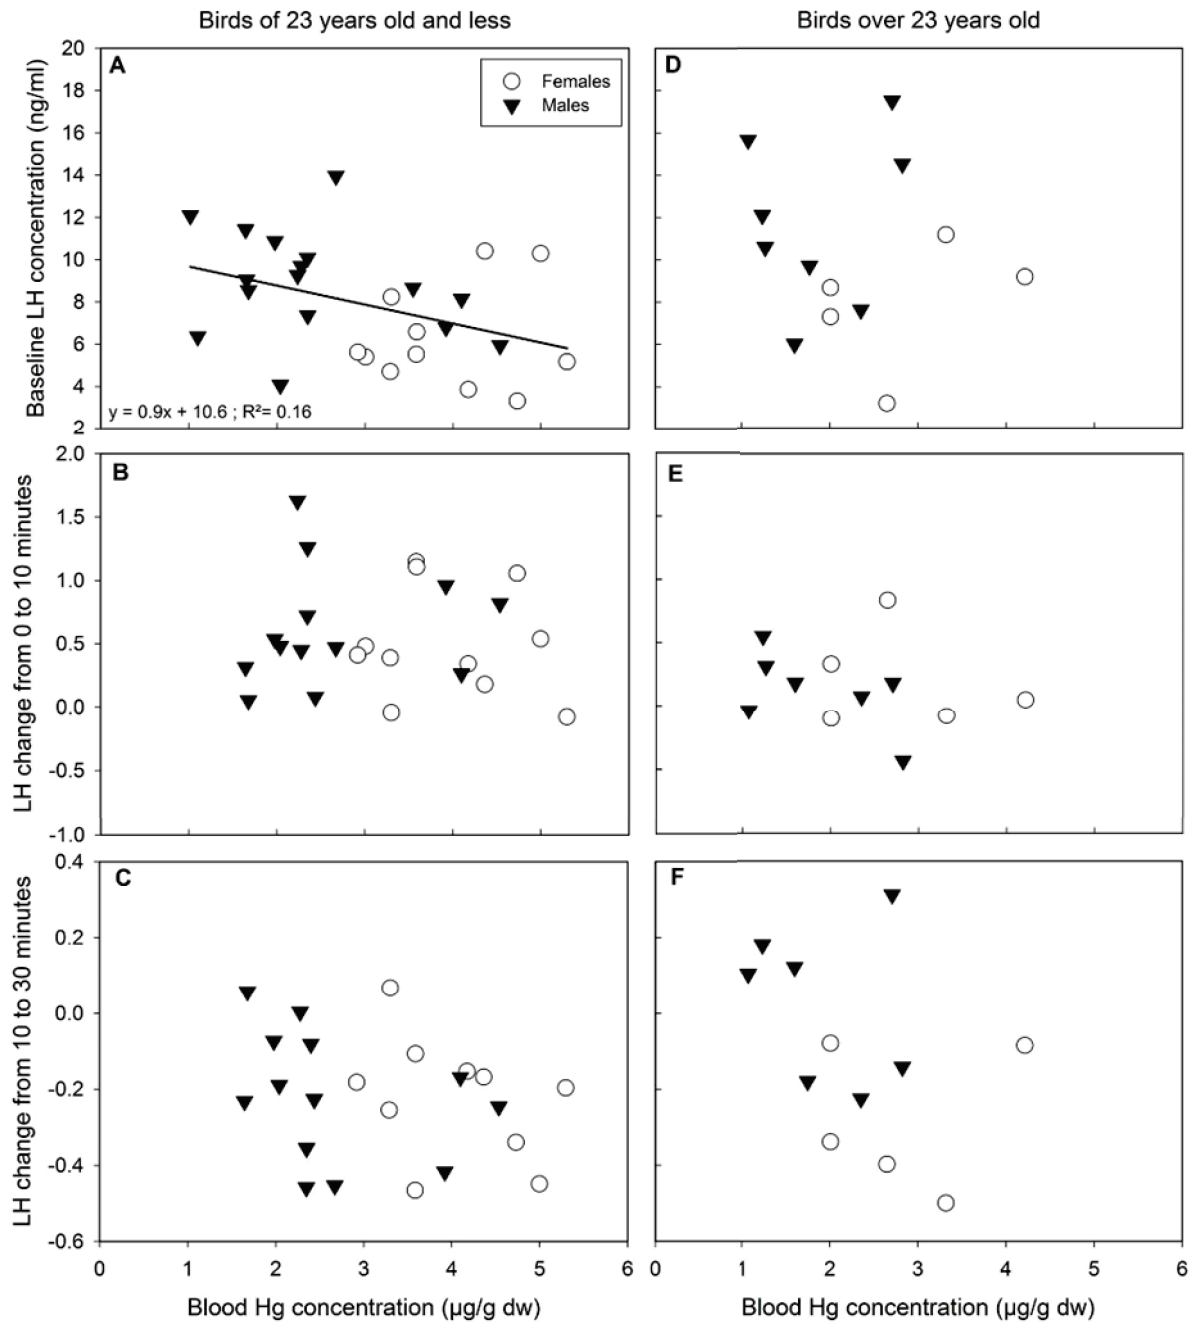 Birds of 23 years old and less
Birds over 23 years old
Baseline LH concentration (ng/ml)
20
18
16
14
12
10
8
6
4
2
A
Females
Males
y = 0.9x + 10.6 ; R²= 0.16
D
LH change from 0 to 10 minutes
2.0
1.5
1.0
0.5
0.0
-0.5
-1.0
B
E
LH change from 10 to 30 minutes
0.4
0.2
0.0
-0.2
-0.4
-0.6
C
F
0 1 2 3 4 5 6
0 1 2 3 4 5 6
Blood Hg concentration (µg/g dw)
Blood Hg concentration (µg/g dw)